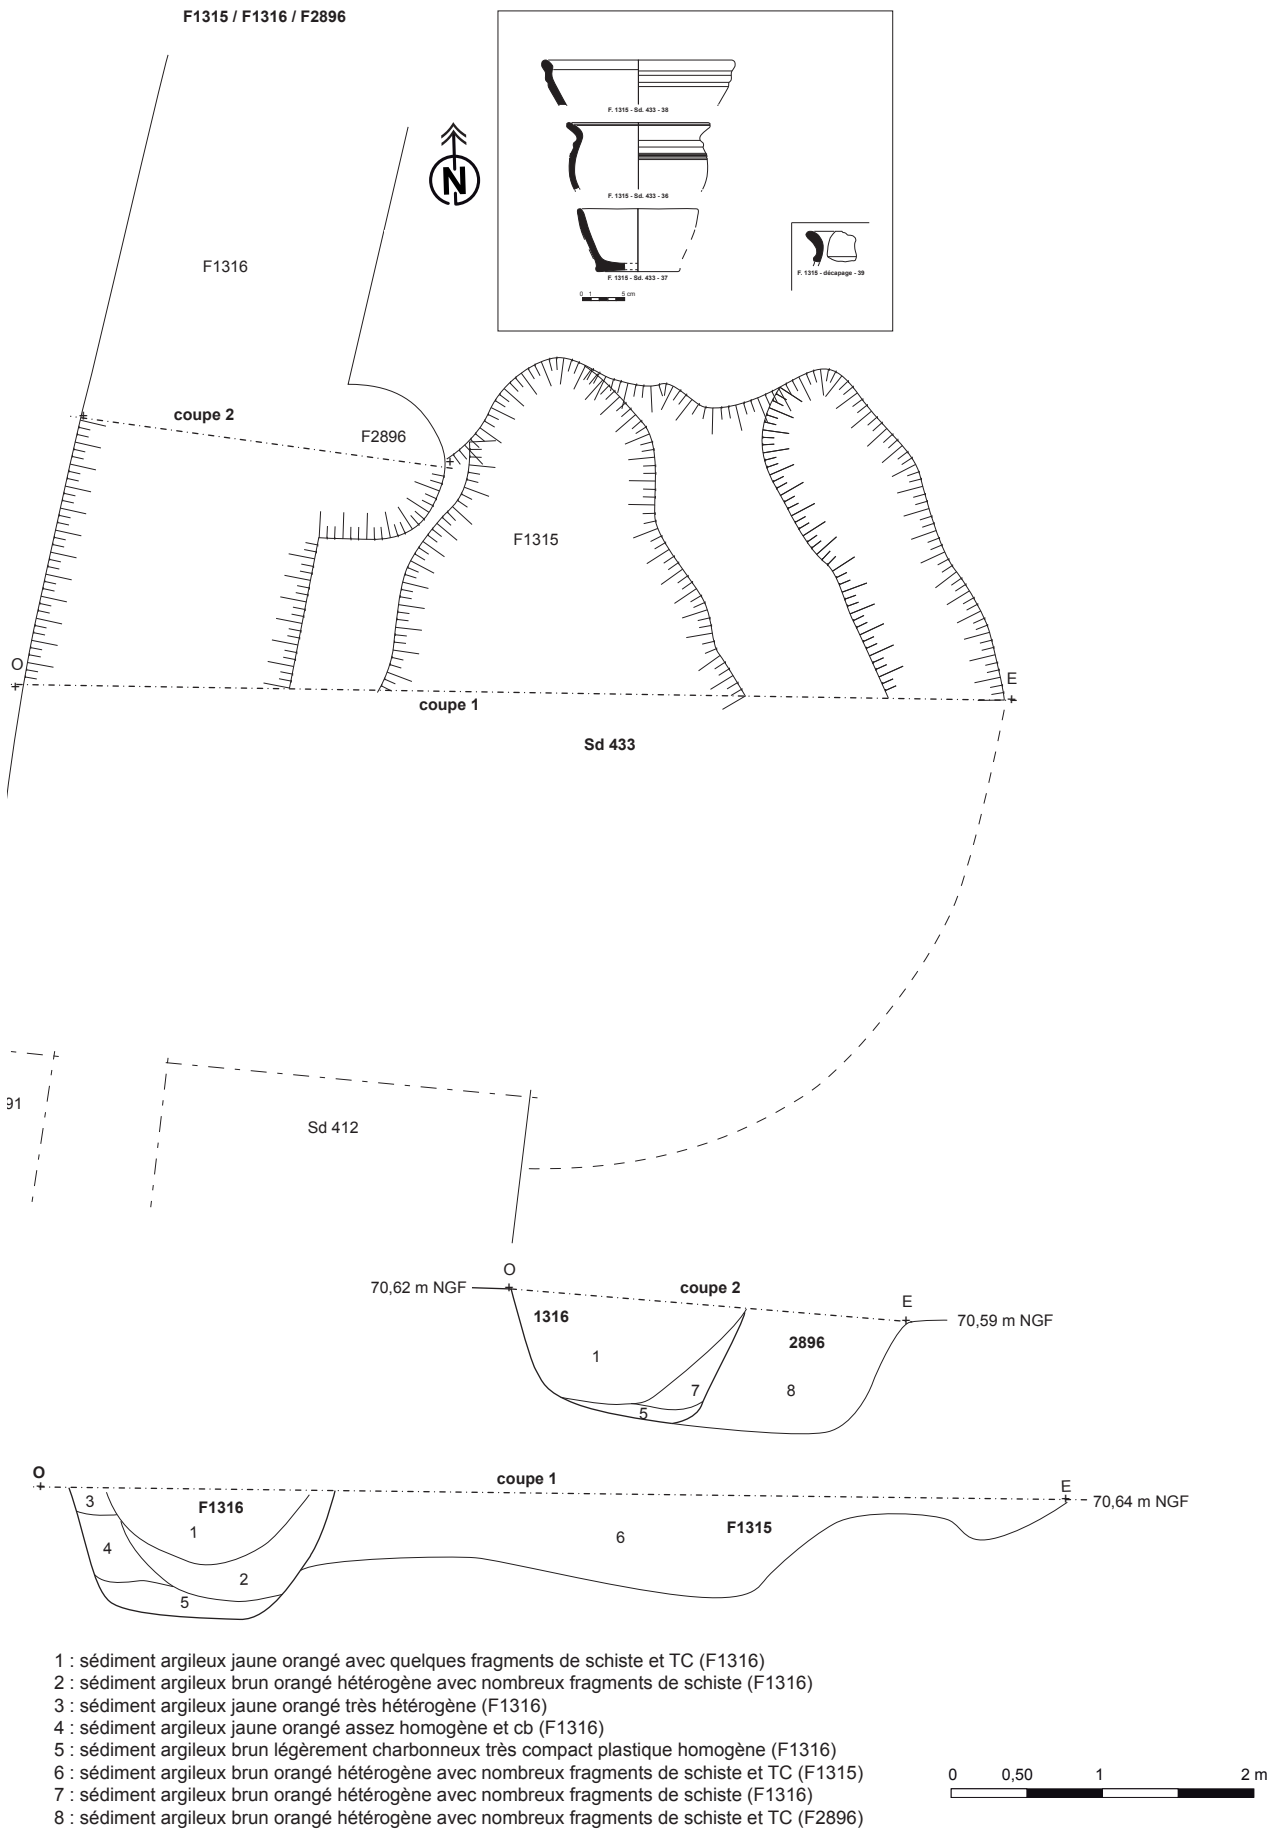 F1315 / F1316 / F2896
F. 1315 - Sd. 433 - 38
F. 1315 - Sd. 433 - 36
F. 1315 - Sd. 433 - 37
F. 1315 - décapage - 39
0 1 5 cm
N
F1316
coupe 2
F2896
F1315
O
E
coupe 1
Sd 433
91
Sd 412
O
70,62 m NGF
coupe 2
E
1316
70,59 m NGF
2896
1
7
8
5
O
coupe 1
E
3
F1316
70,64 m NGF
1
6
F1315
4
2
5
1 : sédiment argileux jaune orangé avec quelques fragments de schiste et TC (F1316)
2 : sédiment argileux brun orangé hétérogène avec nombreux fragments de schiste (F1316)
3 : sédiment argileux jaune orangé très hétérogène (F1316)
4 : sédiment argileux jaune orangé assez homogène et cb (F1316)
5 : sédiment argileux brun légèrement charbonneux très compact plastique homogène (F1316)
6 : sédiment argileux brun orangé hétérogène avec nombreux fragments de schiste et TC (F1315)
7 : sédiment argileux brun orangé hétérogène avec nombreux fragments de schiste (F1316)
8 : sédiment argileux brun orangé hétérogène avec nombreux fragments de schiste et TC (F2896)
0 0,50 1 2 m